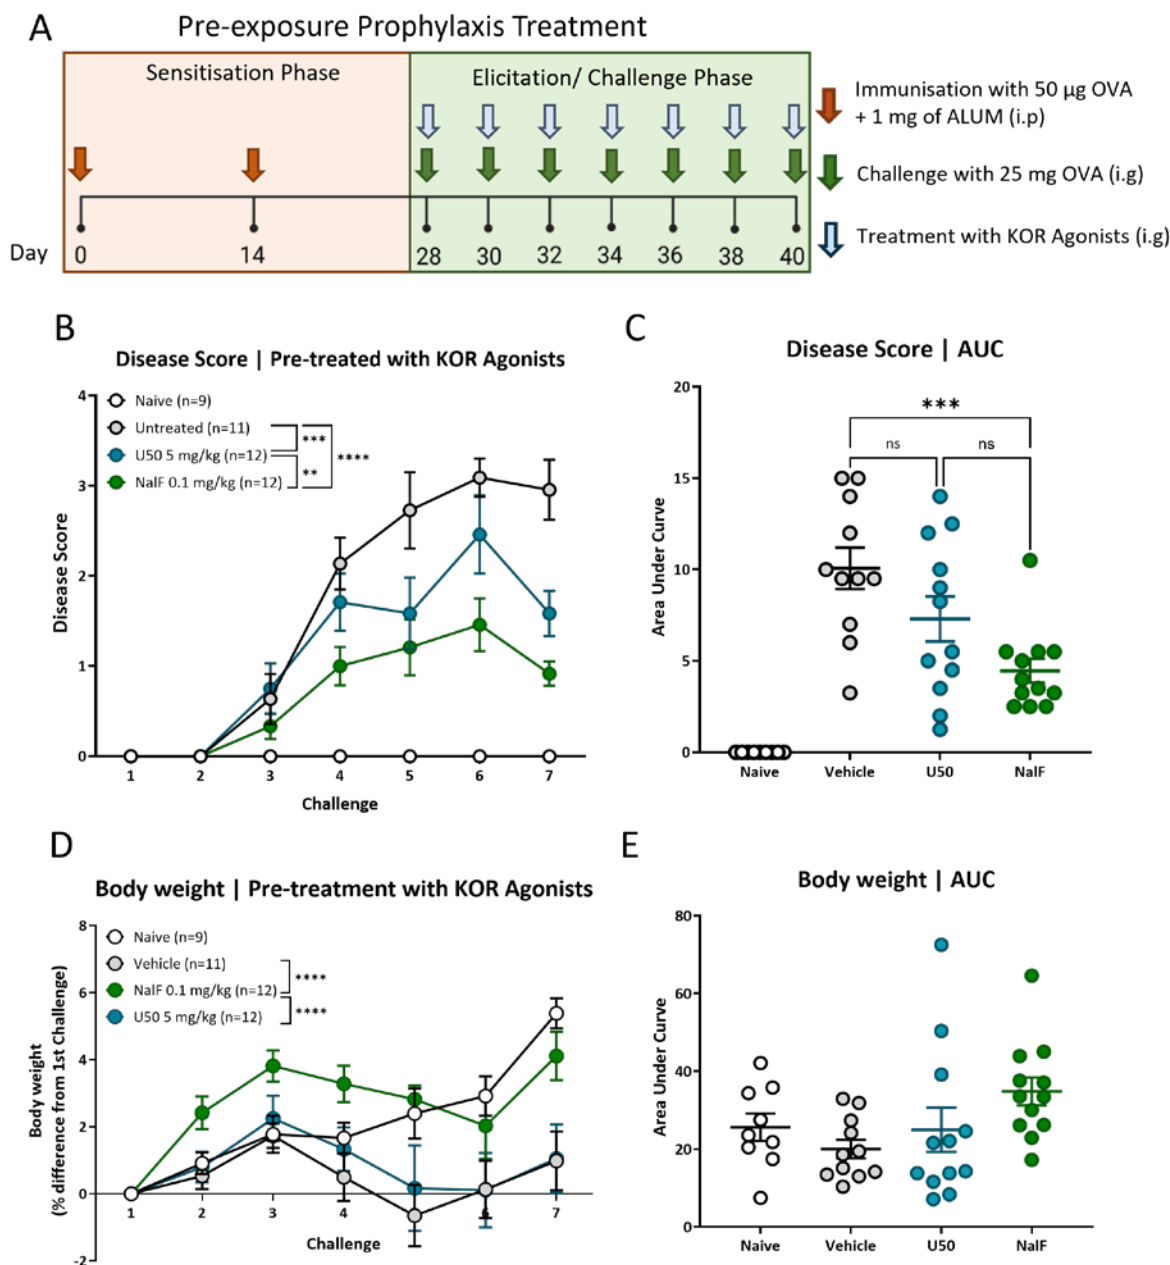 A
Pre-exposure Prophylaxis Treatment
Sensitisation Phase
Elicitation/ Challenge Phase
Immunisation with 50 µg OVA
+ 1 mg of ALUM (i.p)
Challenge with 25 mg OVA (i.g)
Treatment with KOR Agonists (i.g)
Day
0
14
28
30
32
34
36
38
40
B
Disease Score | Pre-treated with KOR Agonists
Naive (n=9)
Untreated (n=11)
U50 5 mg/kg (n=12)
NalF 0.1 mg/kg (n=12)
***
**
****
Disease Score
4
3
2
1
0
1
2
3
4
5
6
7
Challenge
C
Disease Score | AUC
***
ns
ns
Area Under Curve
20
15
10
5
0
Naive
Vehicle
U50
NalF
D
Body weight | Pre-treatment with KOR Agonists
Naive (n=9)
Vehicle (n=11)
NalF 0.1 mg/kg (n=12)
U50 5 mg/kg (n=12)
****
****
Body weight
(% difference from 1st Challenge)
8
6
4
2
0
-2
1
2
3
4
6
7
Challenge
E
Body weight | AUC
Area Under Curve
80
60
40
20
0
Naive
Vehicle
U50
NalF